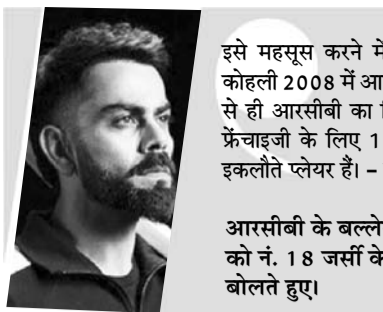 इसे महसूस करने में
कोहली 2008 में आ
से ही आरसीबी का
फ्रेंचाइजी के लिए 1
इकलौते प्लेयर हैं। –
आरसीबी के बल्ले
को नं. 18 जर्सी के
बोलते हुए।